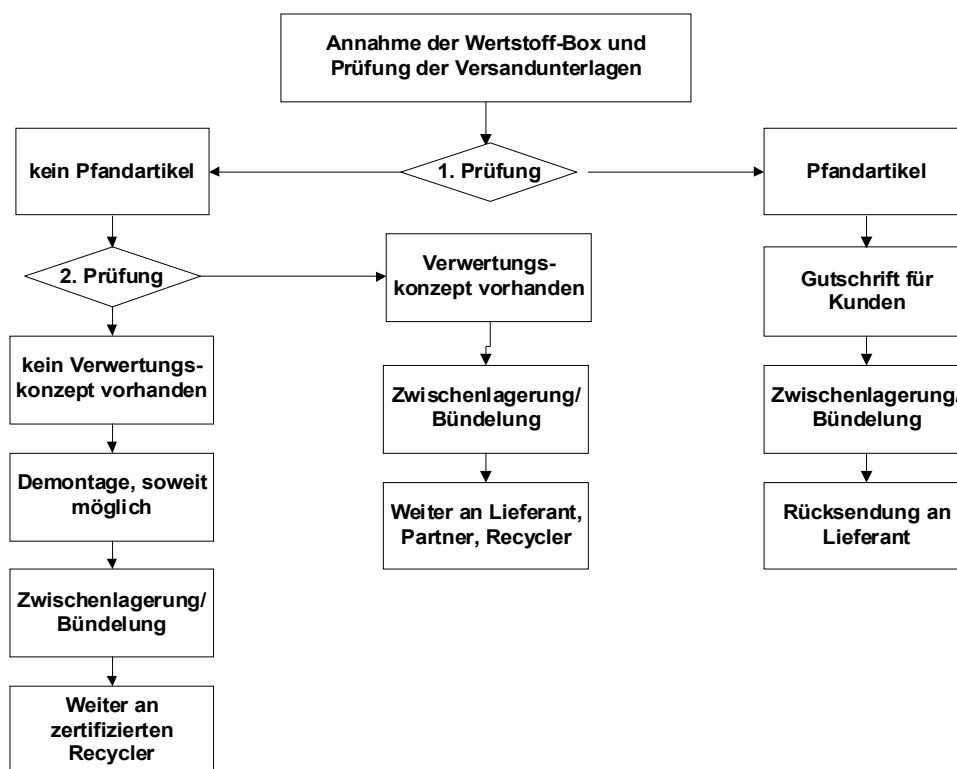 Annahme der Wertstoff-Box und
Prüfung der Versandunterlagen
kein Pfandartikel
1. Prüfung
Pfandartikel
2. Prüfung
Verwertungs-
konzept vorhanden
Gutschrift für
Kunden
kein Verwertungs-
konzept vorhanden
Zwischenlagerung/
Bündelung
Zwischenlagerung/
Bündelung
Demontage, soweit
möglich
Weiter an Lieferant,
Partner, Recycler
Rücksendung an
Lieferant
Zwischenlagerung/
Bündelung
Weiter an
zertifizierten
Recycler